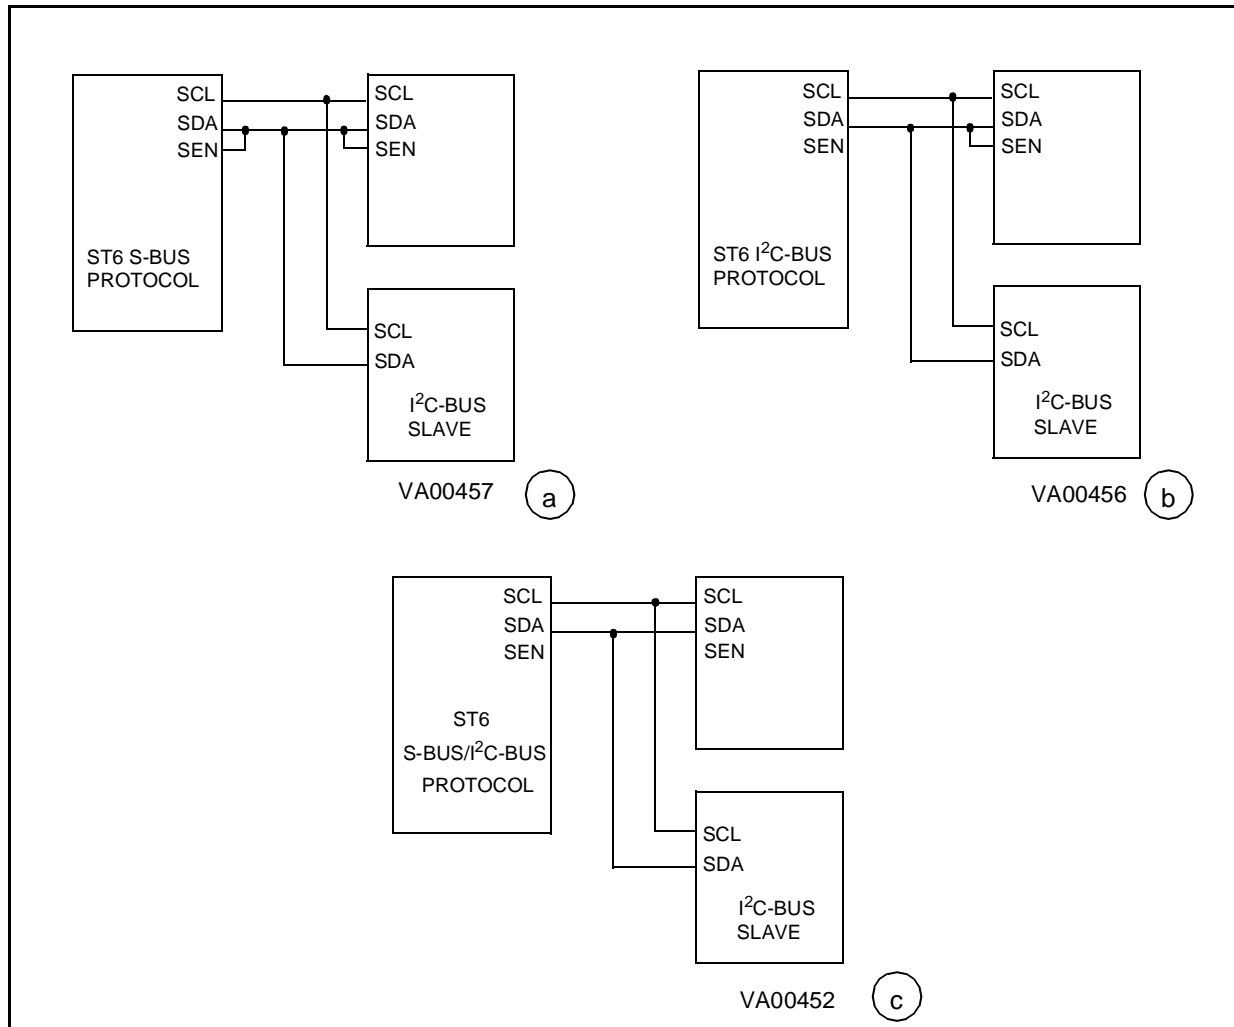 SCL
SDA
SEN
ST6 S-BUS
PROTOCOL
SCL
SDA
SEN
SCL
SDA
I²C-BUS
SLAVE
VA00457
a
SCL
SDA
SEN
ST6 I²C-BUS
PROTOCOL
SCL
SDA
SEN
SCL
SDA
I²C-BUS
SLAVE
VA00456
b
SCL
SDA
SEN
ST6
S-BUS/I²C-BUS
PROTOCOL
SCL
SDA
SEN
SCL
SDA
I²C-BUS
SLAVE
VA00452
c